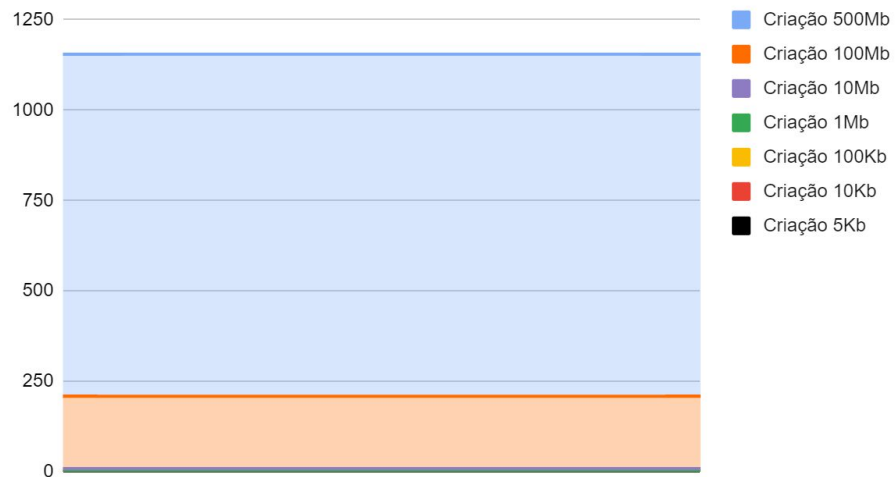 1250
1000
750
500
250
0
Criação 500Mb
Criação 100Mb
Criação 10Mb
Criação 1Mb
Criação 100Kb
Criação 10Kb
Criação 5Kb